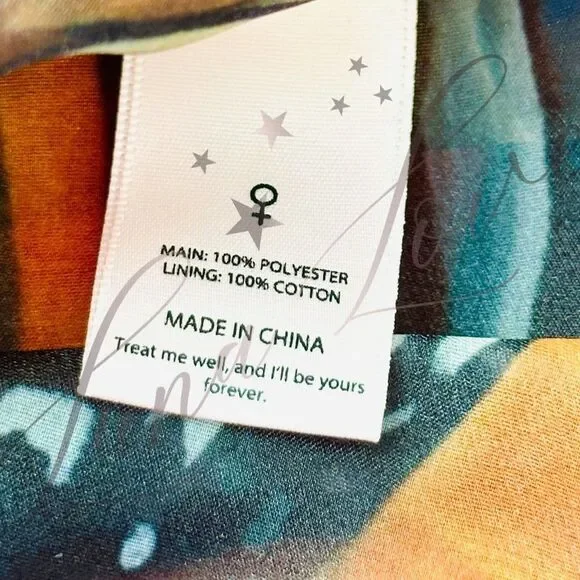 MAIN: 100% POLYESTER
LINING: 100% COTTON
MADE IN CHINA
Treat me well, and I'll be yours
forever.